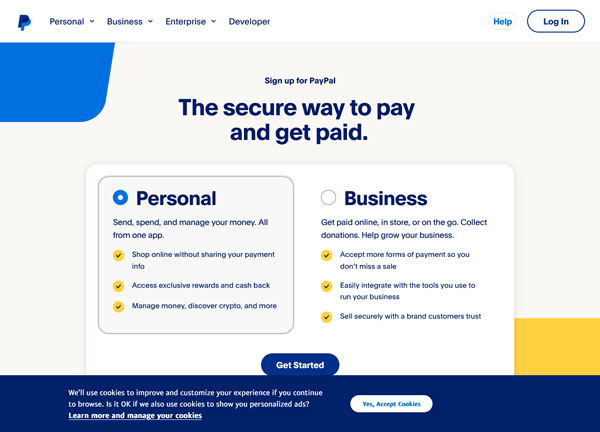 Personal Business Enterprise Developer Help Log In
Sign up for PayPal
The secure way to pay
and get paid.
Personal
Send, spend, and manage your money. All
from one app.
Shop online without sharing your payment
info
Access exclusive rewards and cash back
Manage money, discover crypto, and more
Business
Get paid online, in store, or on the go. Collect
donations. Help grow your business.
Accept more forms of payment so you
don't miss a sale
Easily integrate with the tools you use to
run your business
Sell securely with a brand customers trust
Get Started
We'll use cookies to improve and customize your experience if you continue
to browse. Is it OK if we also use cookies to show you personalized ads?
Learn more and manage your cookies
Yes, Accept Cookies